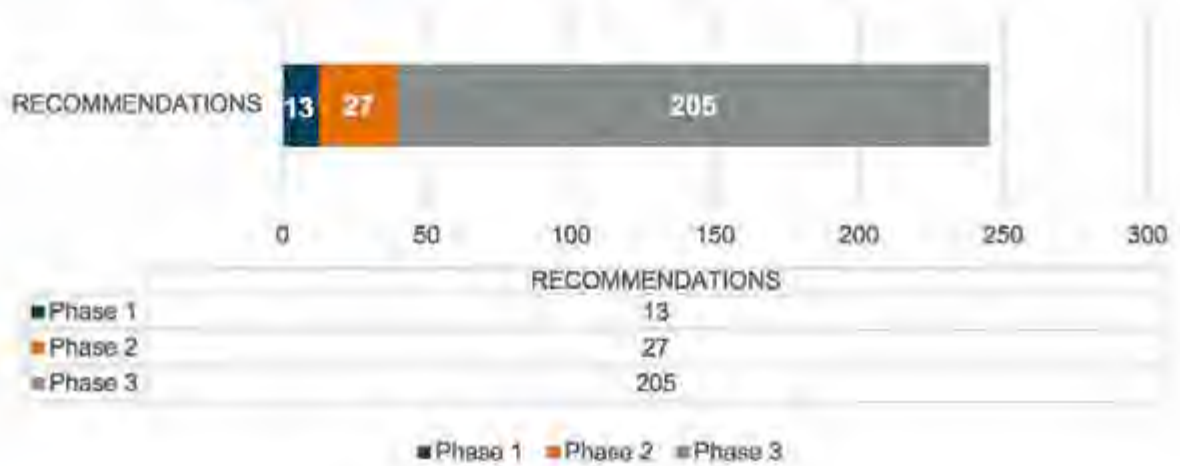 RECOMMENDATIONS 13 27 205
0 50 100 150 200 250 300
RECOMMENDATIONS
Phase 1 13
Phase 2 27
Phase 3 205
Phase 1 Phase 2 Phase 3